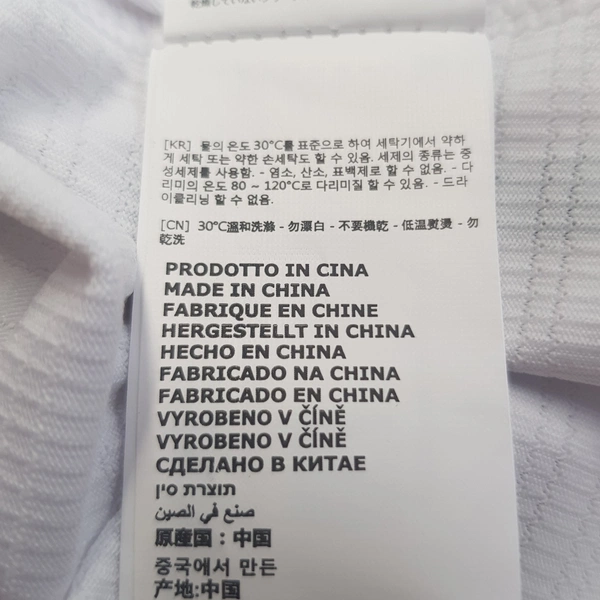 [KR] 물의 온도 30°C를 표준으로 하여 세탁기에서 약하
게 세탁 또는 약한 손세탁도 할 수 있음. 세제의 종류는 중
성세제를 사용함. - 염소, 산소, 표백제로 할 수 없음. - 다
리미의 온도 80 ~ 120°C로 다리미질 할 수 있음. - 드라
이클리닝 할 수 없음.
[CN] 30°C溫和洗滌 - 勿漂白 - 不要機乾 - 低溫熨燙 - 勿
乾洗
PRODOTTO IN CINA
MADE IN CHINA
FABRIQUE EN CHINE
HERGESTELLT IN CHINA
HECHO EN CHINA
FABRICADO NA CHINA
FABRICADO EN CHINA
VYROBENO V ČÍNĚ
VYROBENO V ČÍNĚ
СДЕЛАНО В КИТАЕ
תוצרת סין
صنع في الصين
原産国：中国
중국에서 만든
产地:中国